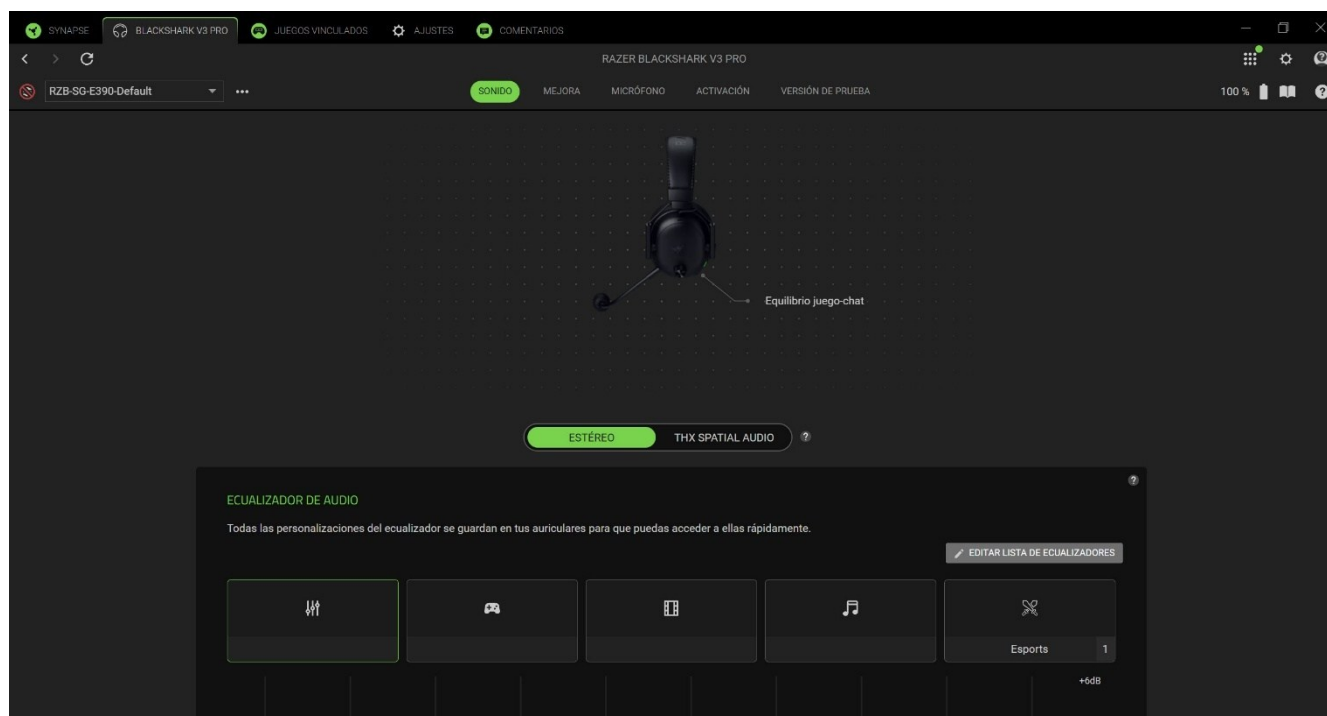 SYNAPSE BLACKSHARK V3 PRO JUEGOS VINCULADOS AJUSTES COMENTARIOS
RAZER BLACKSHARK V3 PRO
RZB-SG-E390-Default SONIDO MEJORA MICRÓFONO ACTIVACIÓN VERSIÓN DE PRUEBA 100 %
Equilibrio juego-chat
ESTÉREO THX SPATIAL AUDIO ?
?
ECUALIZADOR DE AUDIO
Todas las personalizaciones del ecualizador se guardan en tus auriculares para que puedas acceder a ellas rápidamente.
EDITAR LISTA DE ECUALIZADORES
Esports 1
+6dB